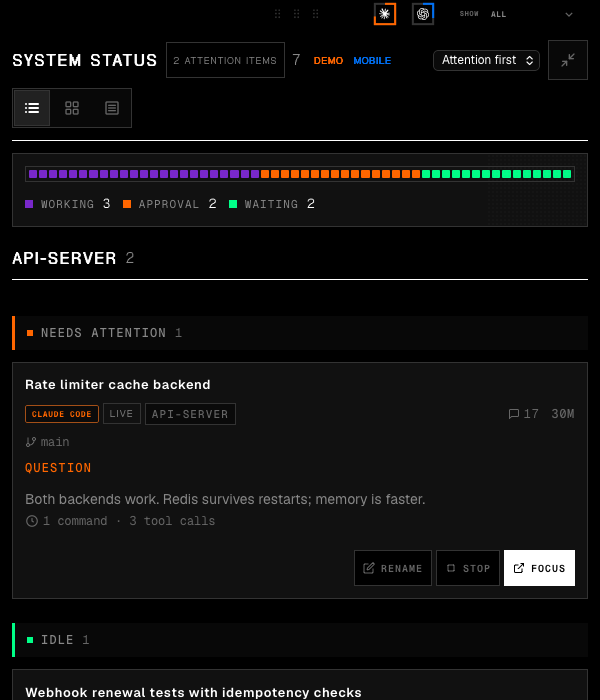 SHOW ALL
SYSTEM STATUS 2 ATTENTION ITEMS 7 DEMO MOBILE Attention first
WORKING 3 APPROVAL 2 WAITING 2
API-SERVER 2
NEEDS ATTENTION 1
Rate limiter cache backend
CLAUDE CODE LIVE API-SERVER 17 30M
main
QUESTION
Both backends work. Redis survives restarts; memory is faster.
1 command · 3 tool calls
RENAME STOP FOCUS
IDLE 1
Webhook renewal tests with idempotency checks